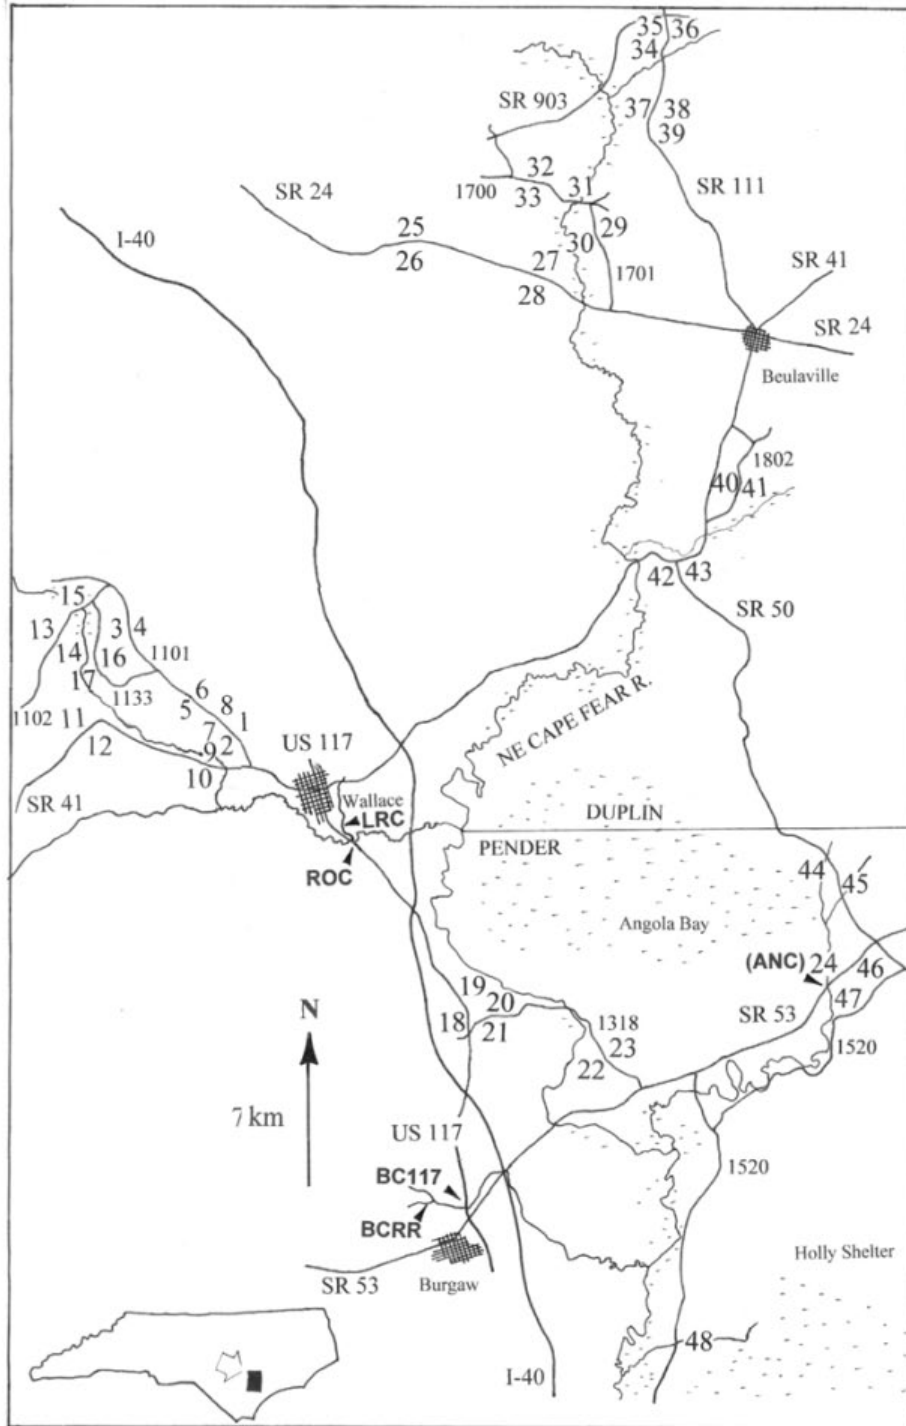 35
36
34
SR 903
37
38
39
32
1700
33
31
SR 24
SR 111
I-40
25
29
30
26
27
1701
SR 41
28
SR 24
Beulaville
1802
40
41
42
43
15
SR 50
13
3
4
14
16
1101
17
6
1133
5
8
NE CAPE FEAR R.
1102
11
7
1
12
US 117
9
2
10
SR 41
Wallace
LRC
DUPLIN
PENDER
ROC
44
45
Angola Bay
(ANC)
24
46
19
N
20
47
18
21
1318
SR 53
23
1520
22
7 km
US 117
BC117
1520
BCRR
Holly Shelter
SR 53
Burgaw
48
I-40